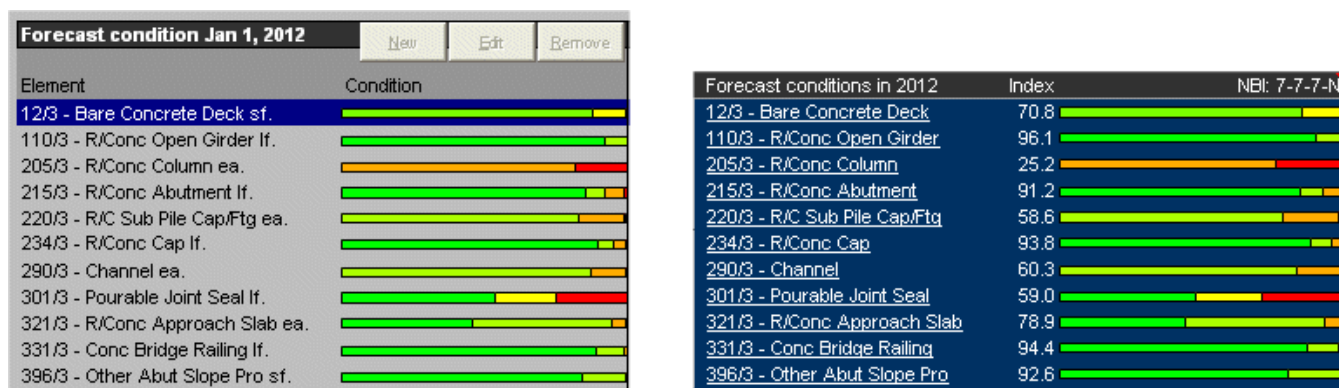 Forecast condition Jan 1, 2012 New Edit Remove
Element Condition
12/3 - Bare Concrete Deck sf.
110/3 - R/Conc Open Girder lf.
205/3 - R/Conc Column ea.
215/3 - R/Conc Abutment lf.
220/3 - R/C Sub Pile Cap/Ftg ea.
234/3 - R/Conc Cap lf.
290/3 - Channel ea.
301/3 - Pourable Joint Seal lf.
321/3 - R/Conc Approach Slab ea.
331/3 - Conc Bridge Railing lf.
396/3 - Other Abut Slope Pro sf.
Forecast conditions in 2012 Index NBI: 7-7-7-N
12/3 - Bare Concrete Deck 70.8
110/3 - R/Conc Open Girder 96.1
205/3 - R/Conc Column 25.2
215/3 - R/Conc Abutment 91.2
220/3 - R/C Sub Pile Cap/Ftg 58.6
234/3 - R/Conc Cap 93.8
290/3 - Channel 60.3
301/3 - Pourable Joint Seal 59.0
321/3 - R/Conc Approach Slab 78.9
331/3 - Conc Bridge Railing 94.4
396/3 - Other Abut Slope Pro 92.6